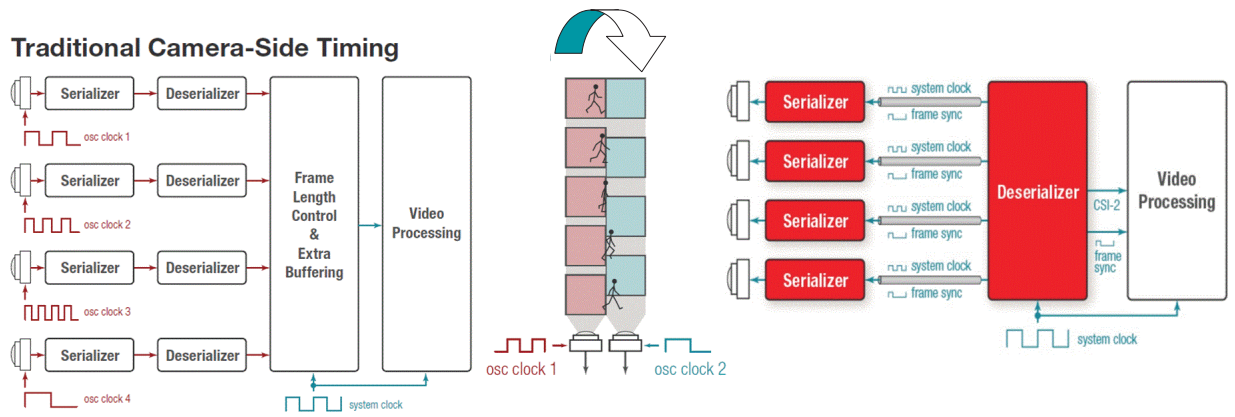 Traditional Camera-Side Timing
Serializer
Deserializer
osc clock 1
Serializer
Deserializer
osc clock 2
Serializer
Deserializer
osc clock 3
Serializer
Deserializer
osc clock 4
Frame
Length
Control
&
Extra
Buffering
Video
Processing
system clock
osc clock 1
osc clock 2
Serializer
system clock
frame sync
Serializer
system clock
frame sync
Serializer
system clock
frame sync
Serializer
system clock
frame sync
Deserializer
CSI-2
frame
sync
Video
Processing
system clock